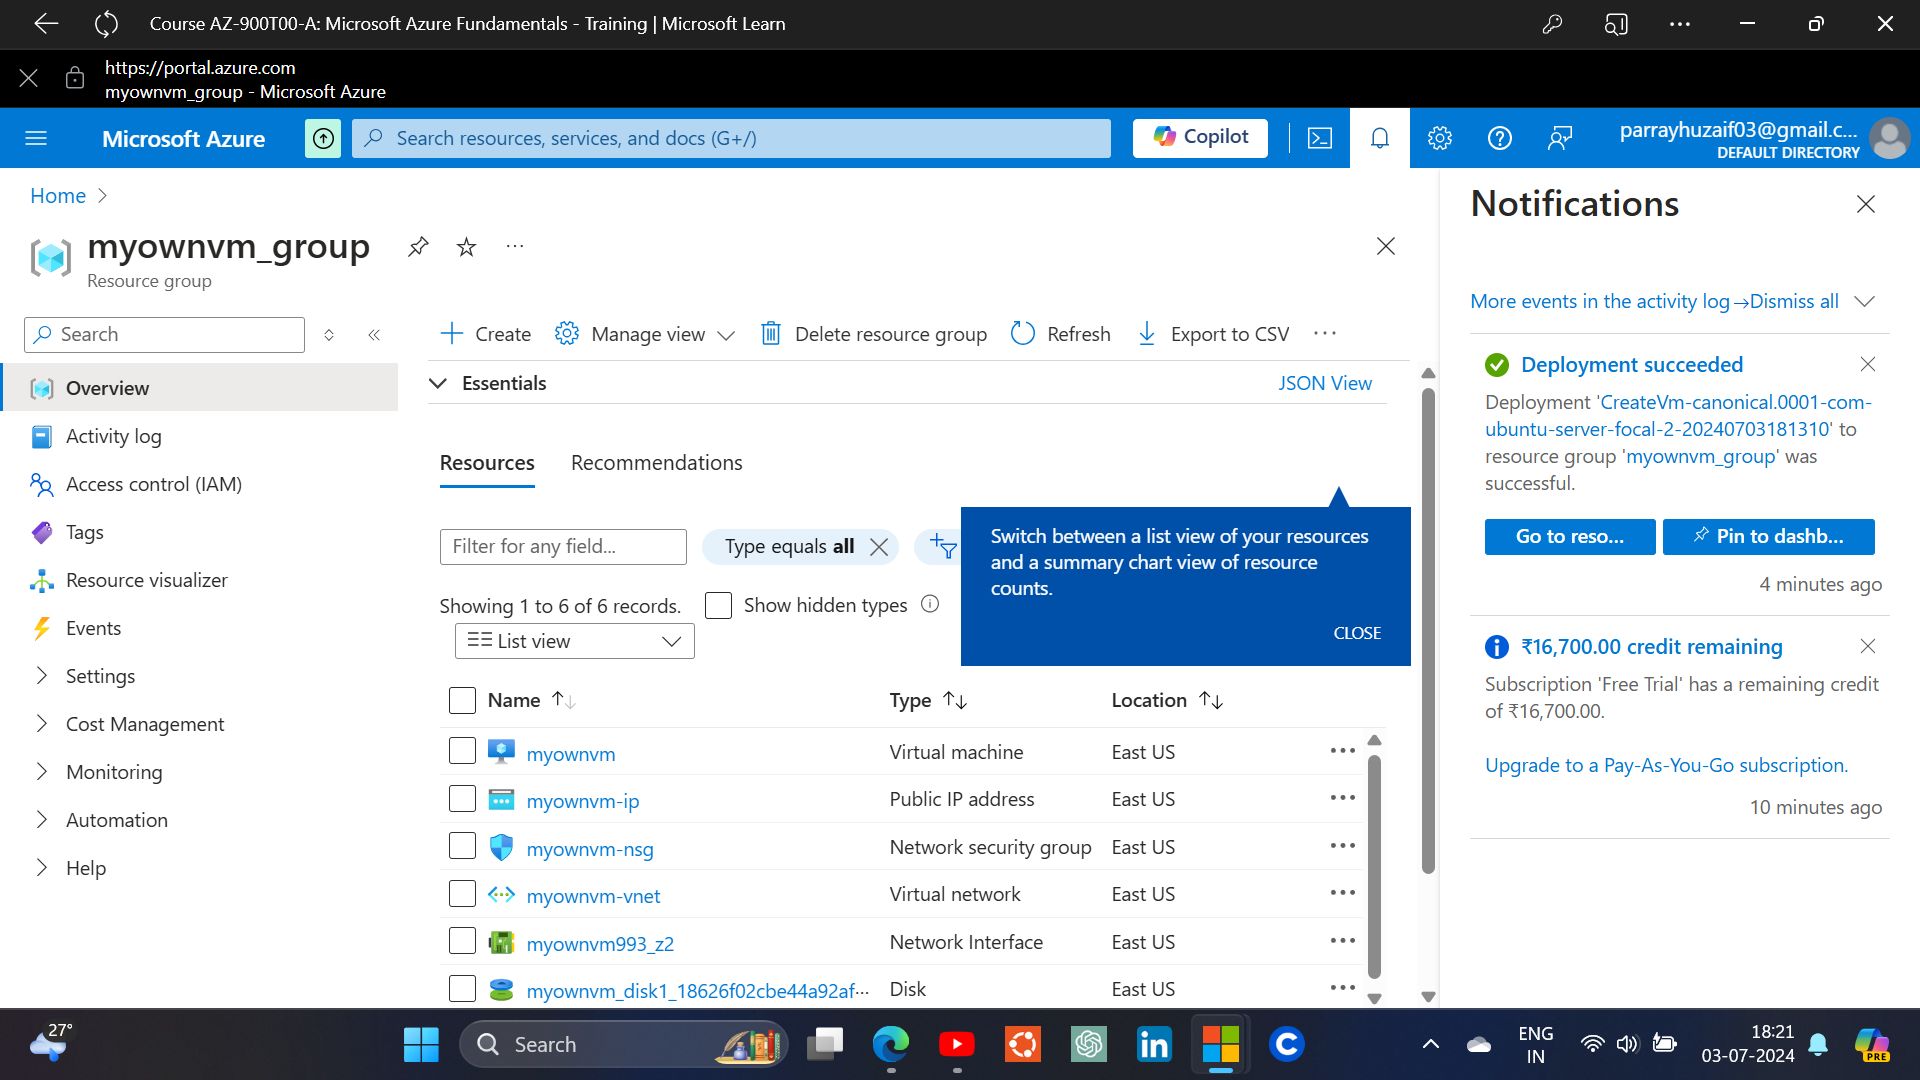 Course AZ-900T00-A: Microsoft Azure Fundamentals - Training | Microsoft Learn
https://portal.azure.com
myownvm_group - Microsoft Azure
Microsoft Azure
Search resources, services, and docs (G+/)
Copilot
parrayhuzaif03@gmail.c...
DEFAULT DIRECTORY
Home
myownvm_group
Resource group
Search
Overview
Activity log
Access control (IAM)
Tags
Resource visualizer
Events
Settings
Cost Management
Monitoring
Automation
Help
Create
Manage view
Delete resource group
Refresh
Export to CSV
Essentials
JSON View
Resources
Recommendations
Filter for any field...
Type equals all
Switch between a list view of your resources
and a summary chart view of resource
counts.
CLOSE
Showing 1 to 6 of 6 records.
Show hidden types
List view
Name
Type
Location
myownvm Virtual machine East US
myownvm-ip Public IP address East US
myownvm-nsg Network security group East US
myownvm-vnet Virtual network East US
myownvm993_z2 Network Interface East US
myownvm_disk1_18626f02cbe44a92af... Disk East US
Notifications
More events in the activity log→
Dismiss all
Deployment succeeded
Deployment 'CreateVm-canonical.0001-com-
ubuntu-server-focal-2-20240703181310' to
resource group 'myownvm_group' was
successful.
Go to reso...
Pin to dashb...
4 minutes ago
₹16,700.00 credit remaining
Subscription 'Free Trial' has a remaining credit
of ₹16,700.00.
Upgrade to a Pay-As-You-Go subscription.
10 minutes ago
27°
Search
in
C
ENG
IN
18:21
03-07-2024
PRE